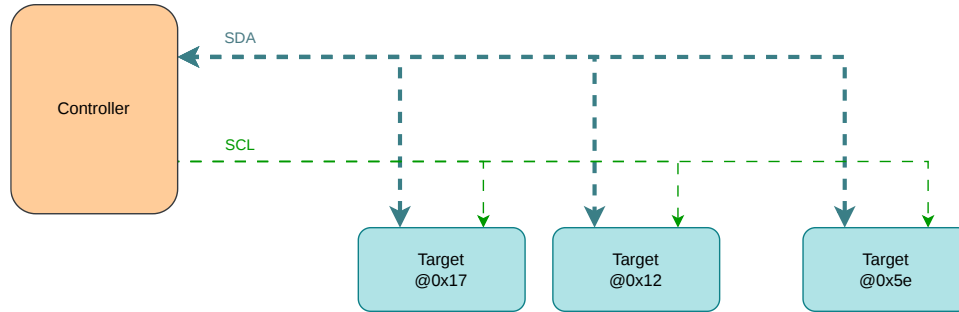 SDA
Controller
SCL
Target
@0x17
Target
@0x12
Target
@0x5e